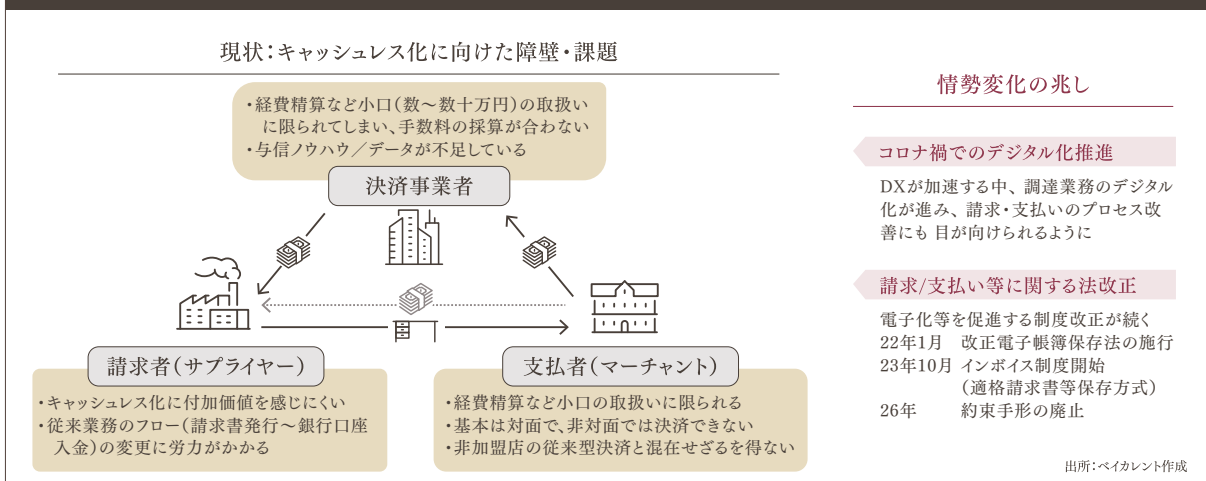 現状：キャッシュレス化に向けた障壁・課題
・経費精算など小口（数～数十万円）の取扱い
に限られてしまい、手数料の採算が合わない
・与信ノウハウ／データが不足している
決済事業者
請求者（サプライヤー）
・キャッシュレス化に付加価値を感じにくい
・従来業務のフロー（請求書発行～銀行口座
入金）の変更に労力がかかる
支払者（マーチャント）
・経費精算など小口の取扱いに限られる
・基本は対面で、非対面では決済できない
・非加盟店の従来型決済と混在せざるを得ない
情勢変化の兆し
コロナ禍でのデジタル化推進
DXが加速する中、調達業務のデジタル
化が進み、請求・支払いのプロセス改
善にも 目が向けられるように
請求/支払い等に関する法改正
電子化等を促進する制度改正が続く
22年1月 改正電子帳簿保存法の施行
23年10月 インボイス制度開始
（適格請求書等保存方式）
26年 約束手形の廃止
出所：ベイカレント作成